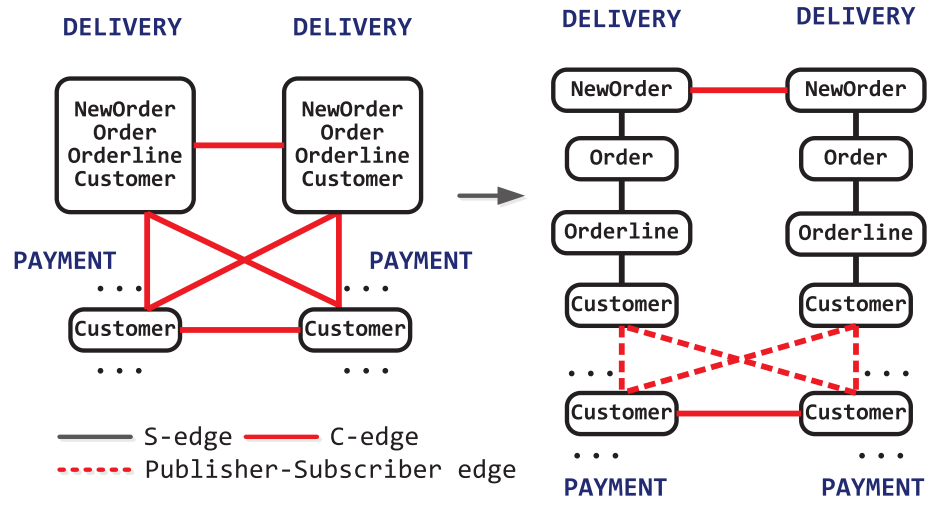 DELIVERY
DELIVERY
NewOrder
Order
Orderline
Customer
NewOrder
Order
Orderline
Customer
PAYMENT
PAYMENT
...
...
Customer
Customer
...
...
S-edge
C-edge
Publisher-Subscriber edge
DELIVERY
DELIVERY
NewOrder
NewOrder
Order
Order
Orderline
Orderline
Customer
Customer
...
...
Customer
Customer
...
...
PAYMENT
PAYMENT